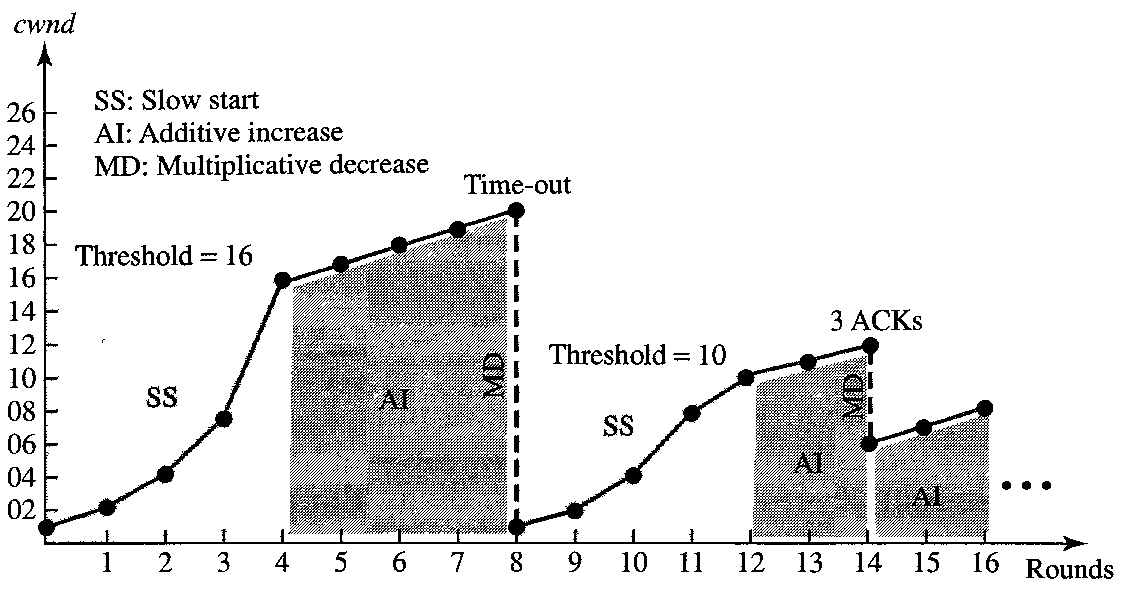 cwnd
SS: Slow start
AI: Additive increase
MD: Multiplicative decrease
26
24
22
20
18
16
14
12
10
08
06
04
02
Time-out
Threshold = 16
SS
AI
MD
Threshold = 10
3 ACKs
SS
AI
MD
AI
1 2 3 4 5 6 7 8 9 10 11 12 13 14 15 16
Rounds